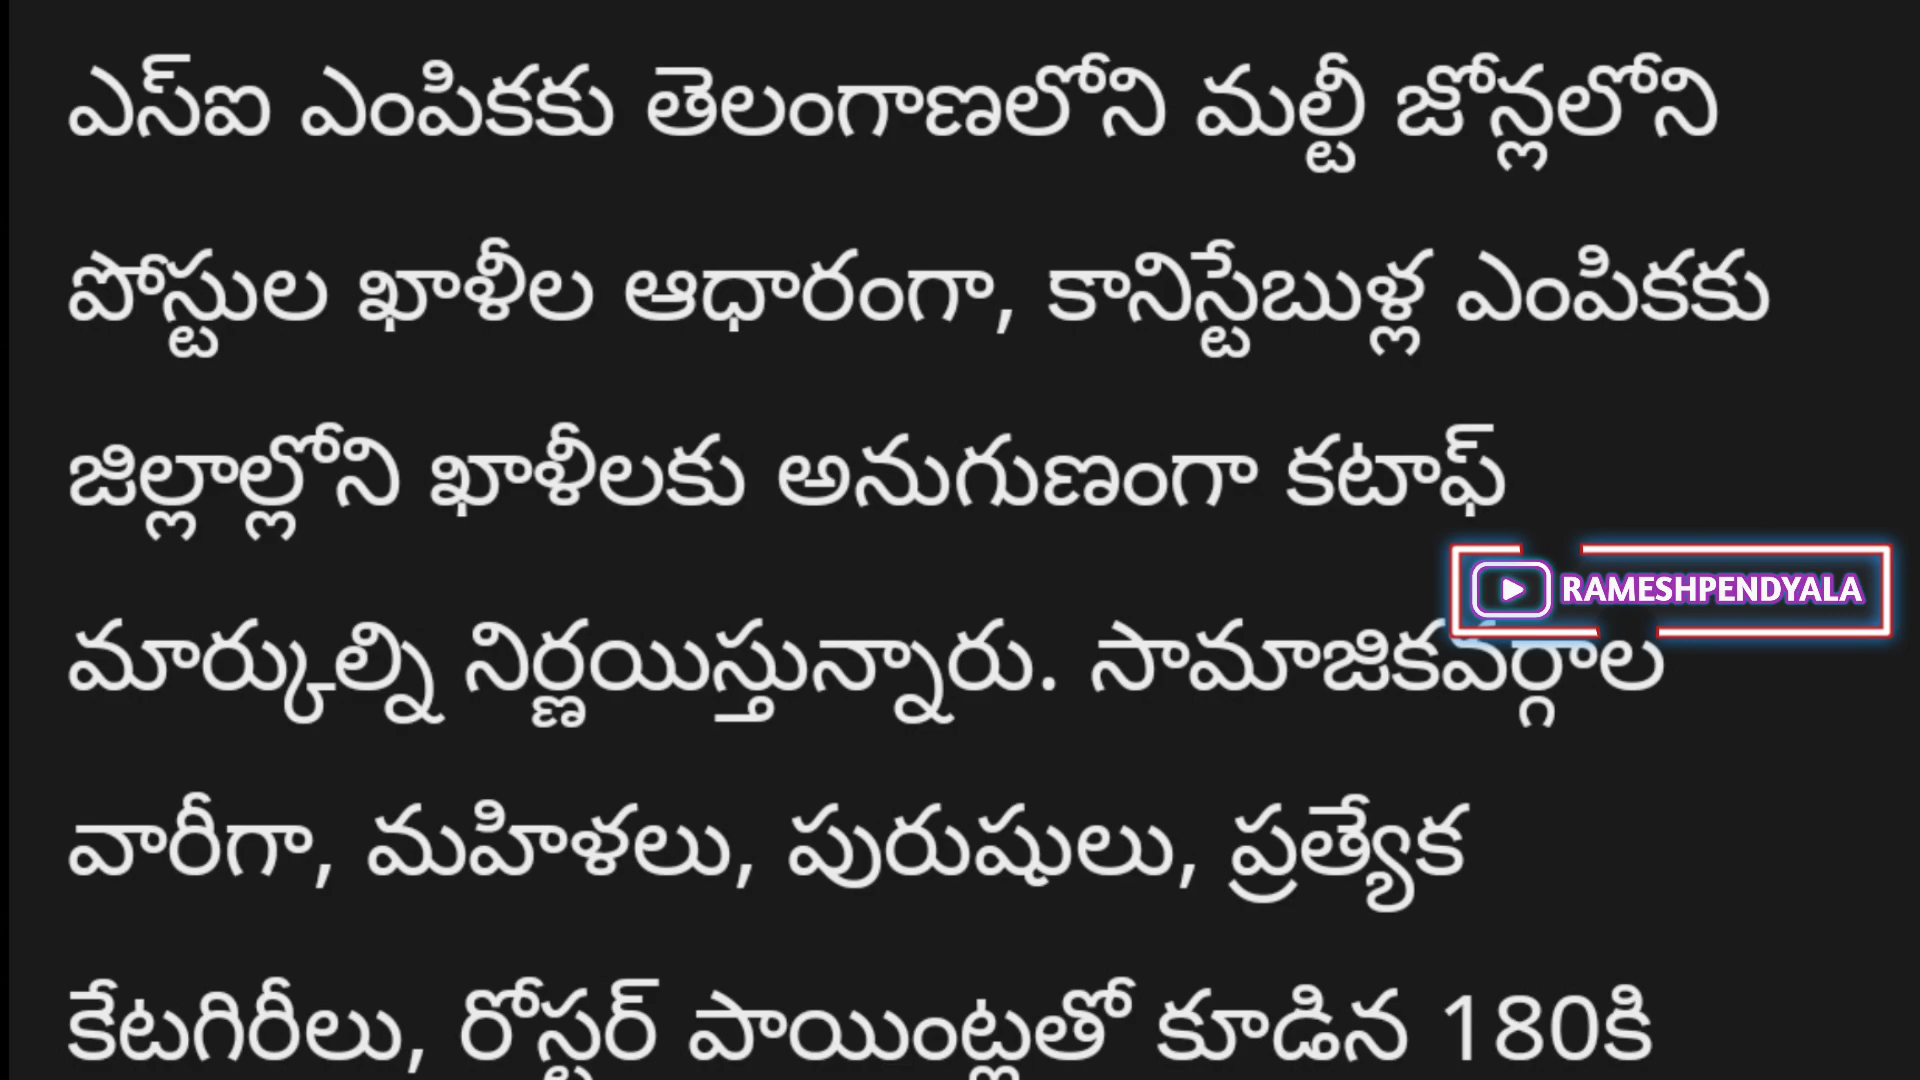 ఎస్ఐ ఎంపికకు తెలంగాణలోని మల్టీ జోన్లలోని
పోస్టుల ఖాళీల ఆధారంగా, కానిస్టేబుళ్ల ఎంపికకు
జిల్లాల్లోని ఖాళీలకు అనుగుణంగా కటాఫ్
RAMESHPENDYALA
మార్కుల్ని నిర్ణయిస్తున్నారు. సామాజికవర్గాల
వారీగా, మహిళలు, పురుషులు, ప్రత్యేక
కేటగిరీలు, రోస్టర్ పాయింట్లతో కూడిన 180కి